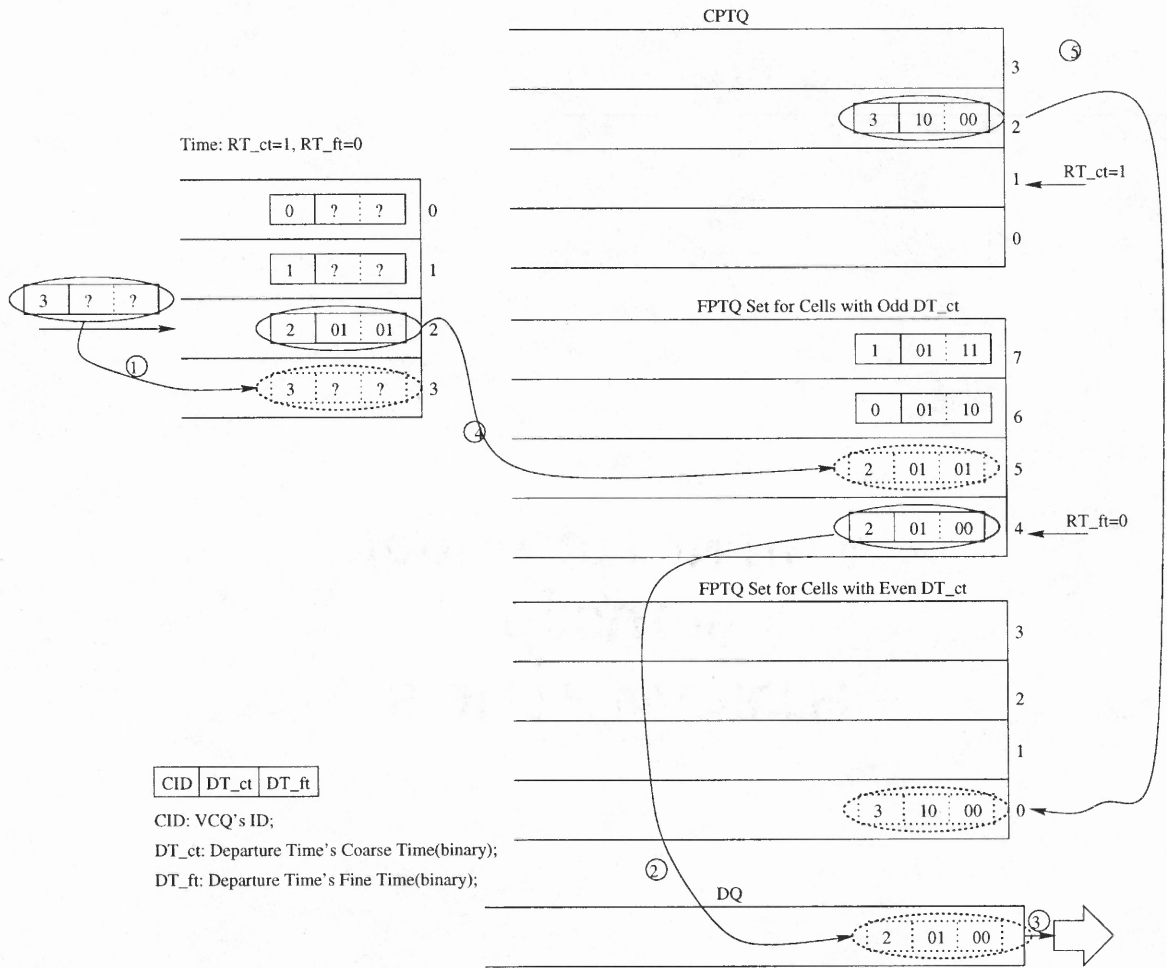 CPTQ
3
⑤
3 10 00
2
Time: RT_ct=1, RT_ft=0
1
RT_ct=1
0
0 ? ?
0
1 ? ?
1
3 ? ?
2 01 01
2
①
3 ? ?
3
FPTQ Set for Cells with Odd DT_ct
1 01 11
7
0 01 10
6
④
2 01 01
5
2 01 00
4
RT_ft=0
FPTQ Set for Cells with Even DT_ct
3
2
1
3 10 00
0
CID DT_ct DT_ft
CID: VCQ's ID;
DT_ct: Departure Time's Coarse Time(binary);
DT_ft: Departure Time's Fine Time(binary);
②
DQ
2 01 00
③